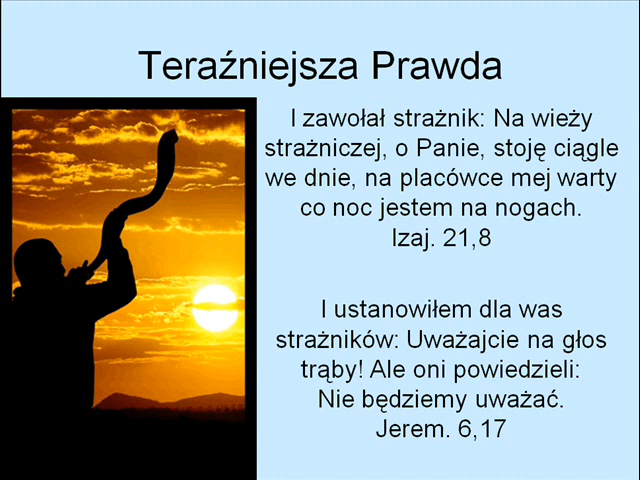 Teraźniejsza Prawda
I zawołał strażnik: Na wieży
strażniczej, o Panie, stoję ciągle
we dnie, na placówce mej warty
co noc jestem na nogach.
Izaj. 21,8
I ustanowiłem dla was
strażników: Uważajcie na głos
trąby! Ale oni powiedzieli:
Nie będziemy uważać.
Jerem. 6,17